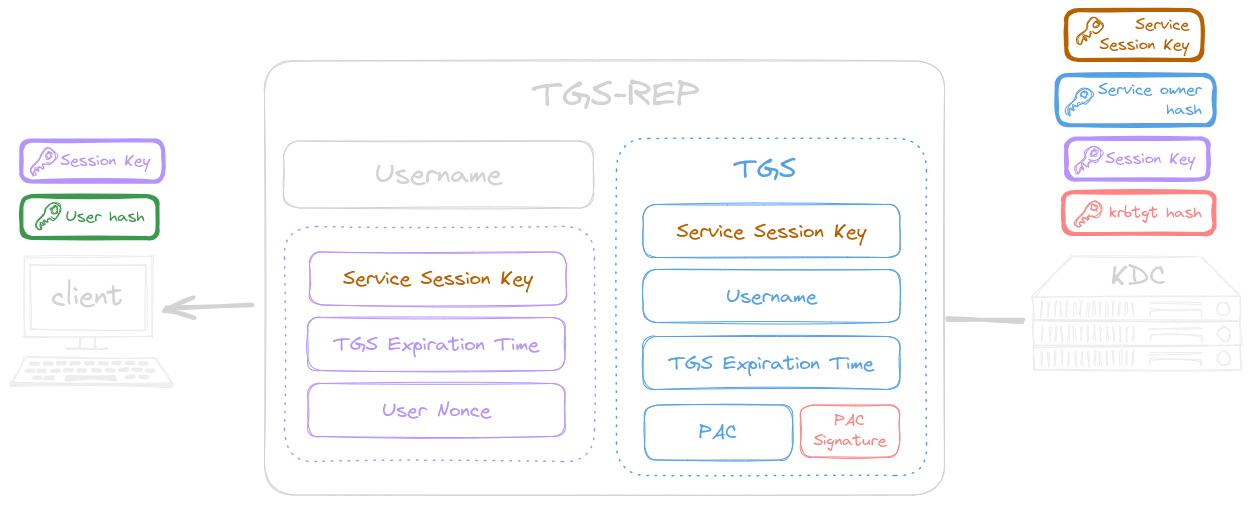 Service
Session Key
Service owner
hash
Session Key
krbtgt hash
KDC
TGS-REP
Username
Service Session Key
TGS Expiration Time
User Nonce
TGS
Service Session Key
Username
TGS Expiration Time
PAC
PAC
Signature
Session Key
User hash
client